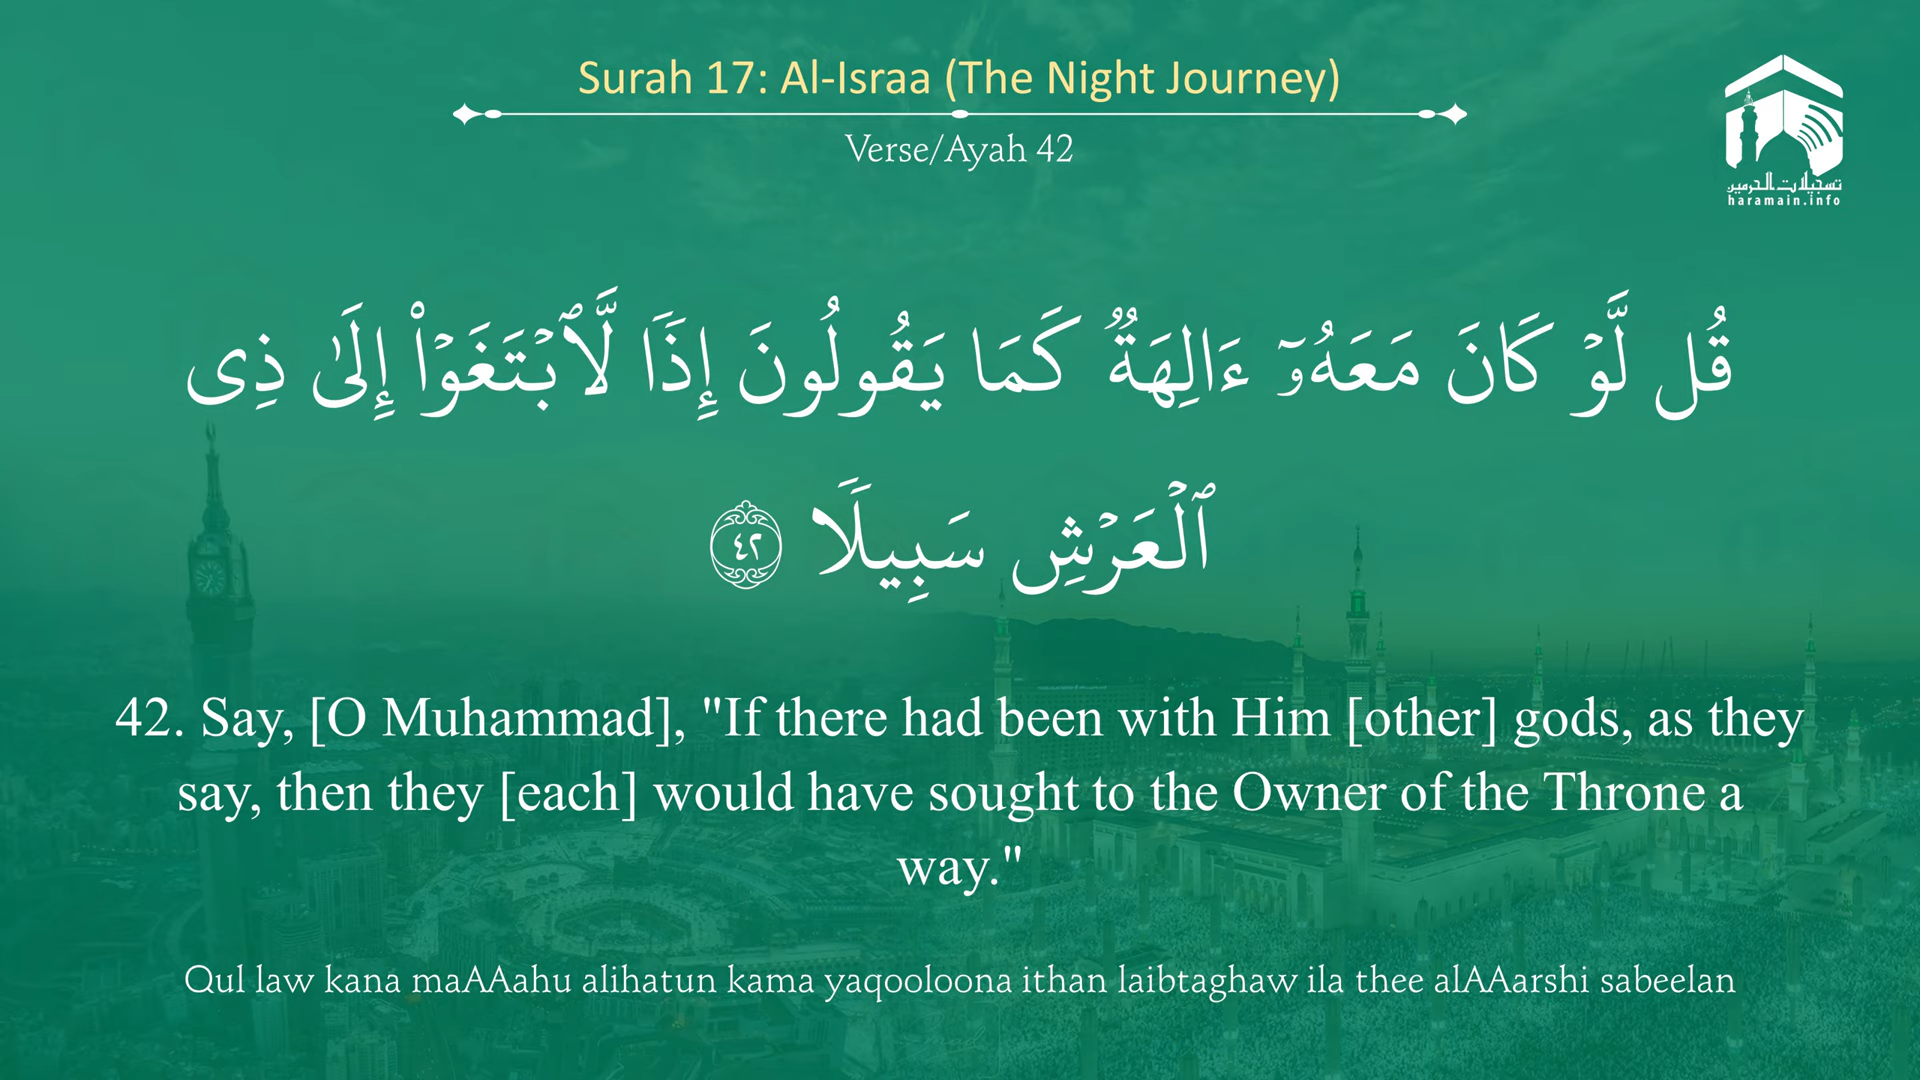 Surah 17: Al-Israa (The Night Journey)
Verse/Ayah 42
تسجيلات الحرمين
haramain.info
قُل لَّوۡ كَانَ مَعَهُۥٓ ءَالِهَةٞ كَمَا يَقُولُونَ إِذٗا لَّٱبۡتَغَوۡاْ إِلَىٰ ذِى
ٱلۡعَرۡشِ سَبِيلٗا ٤٢
42. Say, [O Muhammad], "If there had been with Him [other] gods, as they
say, then they [each] would have sought to the Owner of the Throne a
way."
Qul law kana maAAahu alihatun kama yaqooloona ithan laibtaghaw ila thee alAAarshi sabeelan